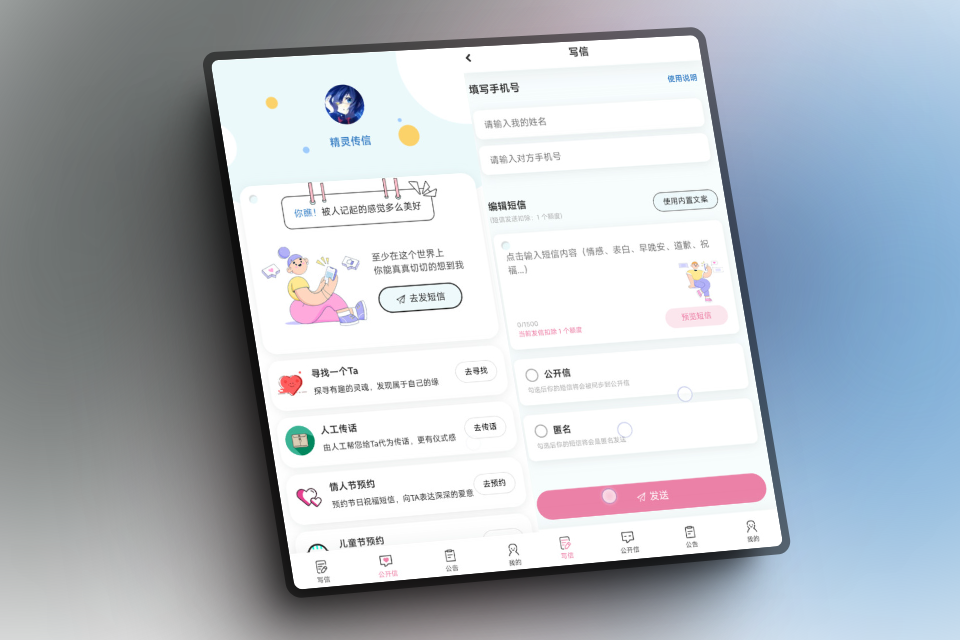 精灵传信
你瞧！被人记起的感觉多么美好
至少在这个世界上
你能真真切切的想到我
去发短信
寻找一个Ta
探寻有趣的灵魂，发现属于自己的缘
去寻找
人工传话
由人工帮您给Ta代为传话，更有仪式感
去传话
情人节预约
预约节日祝福短信，向TA表达深深的爱意
去预约
儿童节预约
写信
公开信
公告
我的
写信
填写手机号
使用说明
请输入我的姓名
请输入对方手机号
编辑短信
(短信发送扣除：1个额度)
使用内置文案
点击输入短信内容（情感、表白、早晚安、道歉、祝
福...）
0/1500
当前发信扣除1个额度
预览短信
公开信
勾选后你的短信将会被同步到公开信
匿名
勾选后你的短信将会是匿名发送
发送
写信
公开信
公告
我的